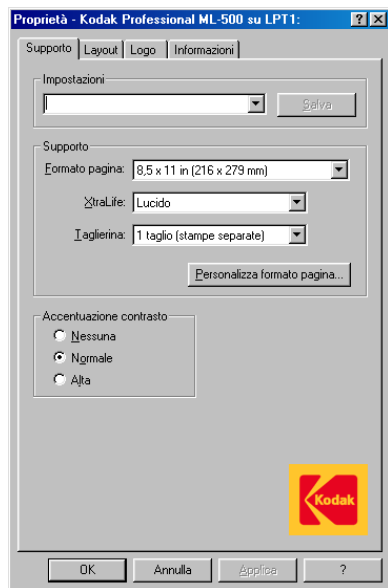 Proprietà - Kodak Professional ML-500 su LPT1: ? ×
Supporto Layout Logo Informazioni
Impostazioni
Salva
Supporto
Formato pagina: 8,5 x 11 in (216 x 279 mm)
XtraLife: Lucido
Taglierina: 1 taglio (stampe separate)
Personalizza formato pagina...
Accentuazione contrasto
Nessuna
Normale
Alta
Kodak
OK Annulla Applica ?